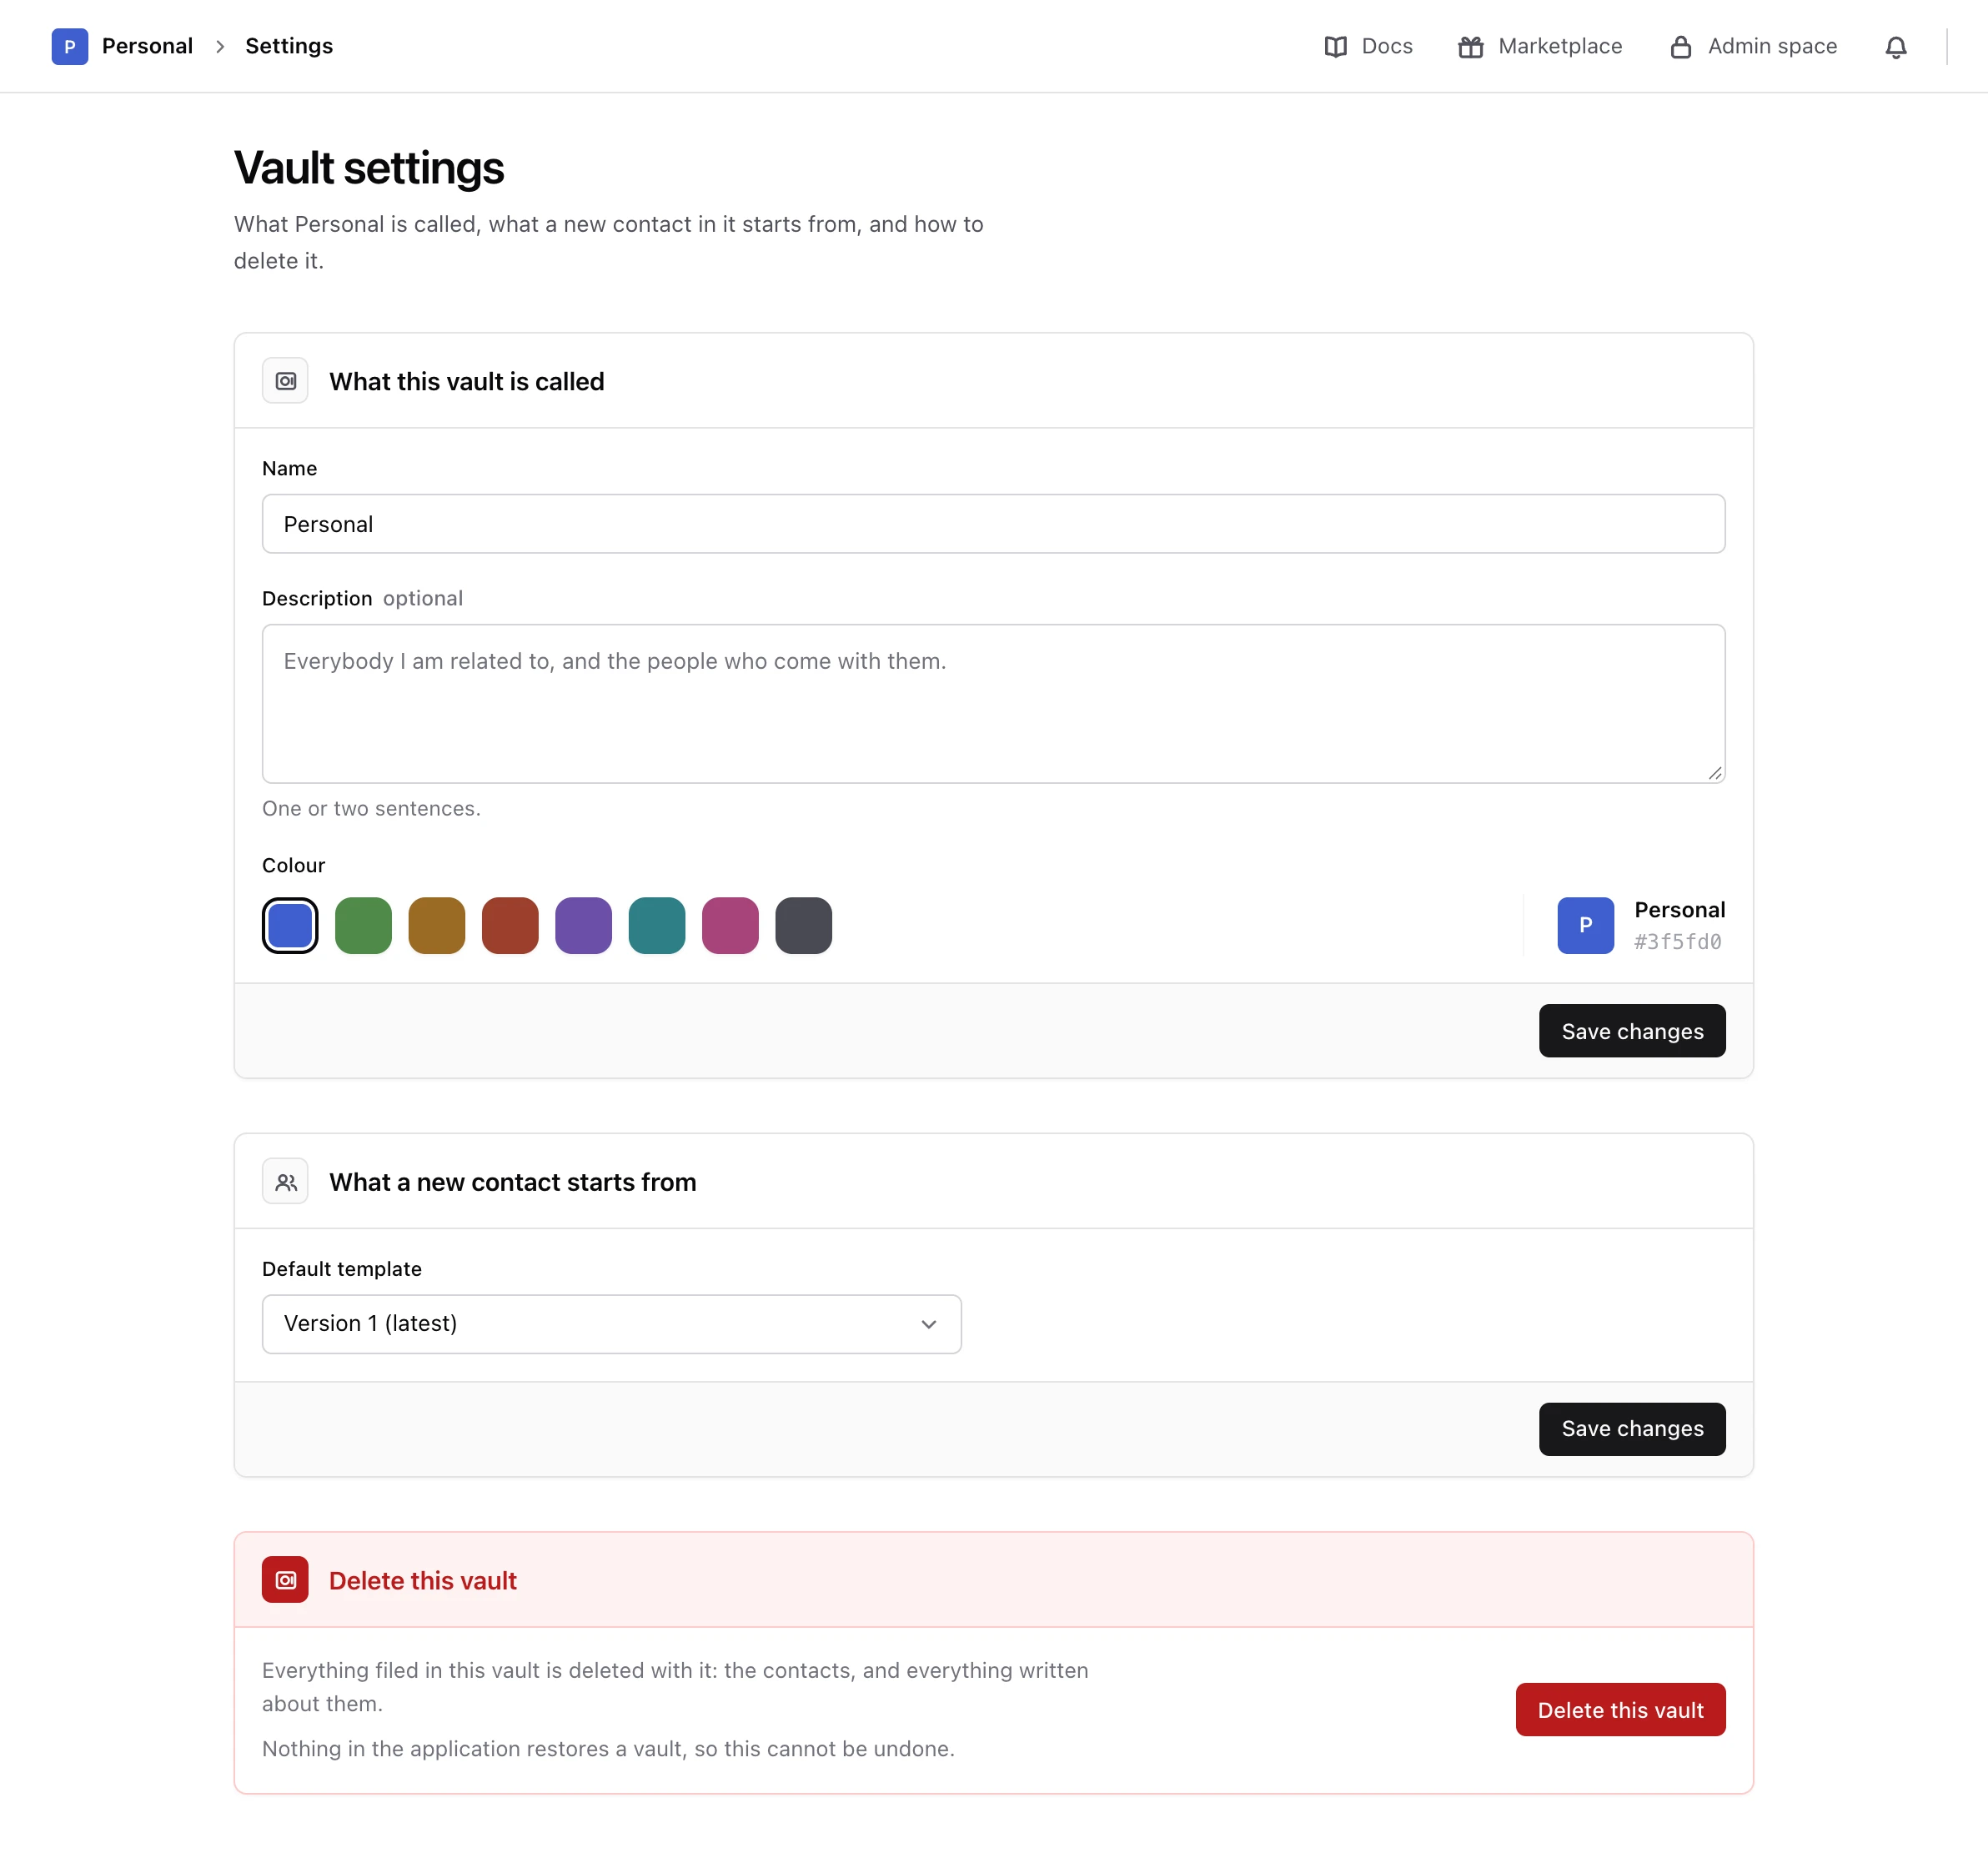 P Personal > Settings Docs Marketplace Admin space
Vault settings
What Personal is called, what a new contact in it starts from, and how to
delete it.
What this vault is called
Name
Personal
Description optional
Everybody I am related to, and the people who come with them.
One or two sentences.
Colour
P Personal
#3f5fd0
Save changes
What a new contact starts from
Default template
Version 1 (latest)
Save changes
Delete this vault
Everything filed in this vault is deleted with it: the contacts, and everything written
about them.
Nothing in the application restores a vault, so this cannot be undone.
Delete this vault